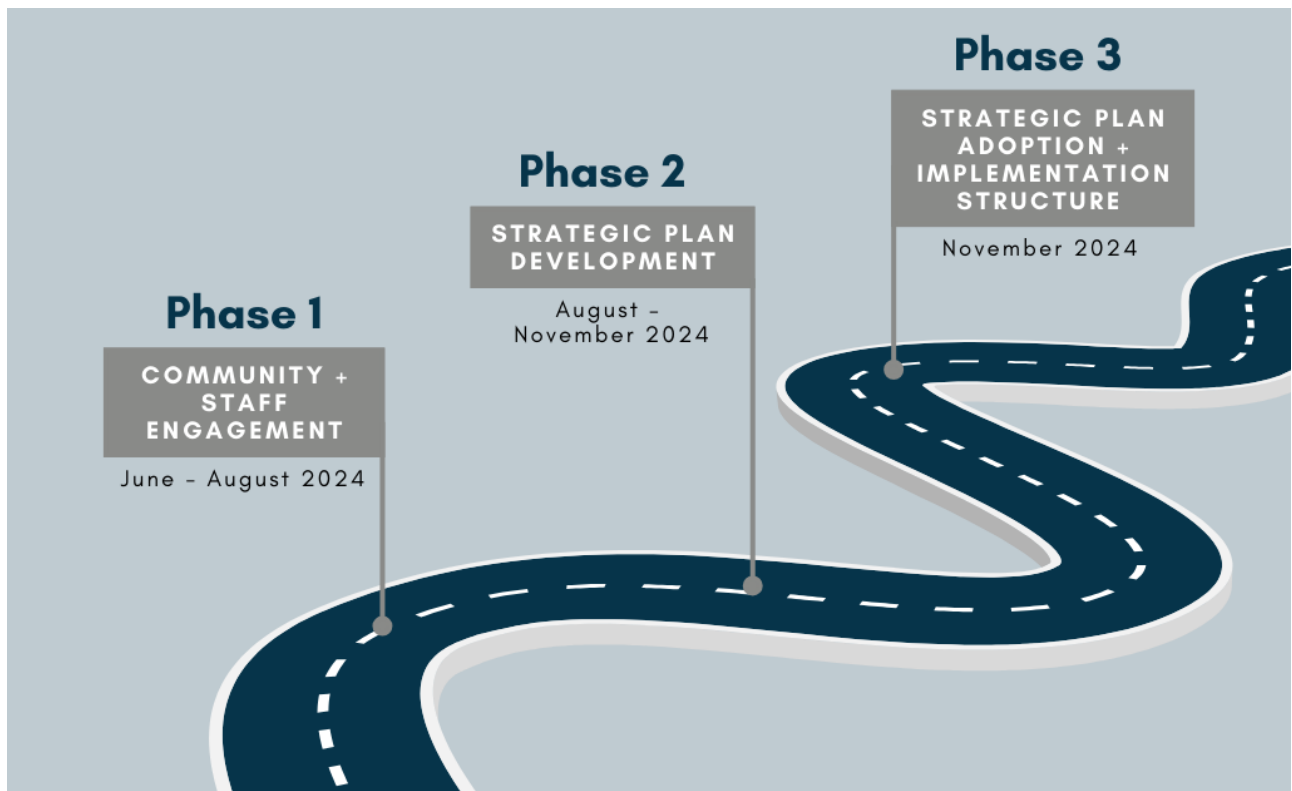 Phase 1
COMMUNITY +
STAFF
ENGAGEMENT
June – August 2024
Phase 2
STRATEGIC PLAN
DEVELOPMENT
August –
November 2024
Phase 3
STRATEGIC PLAN
ADOPTION +
IMPLEMENTATION
STRUCTURE
November 2024